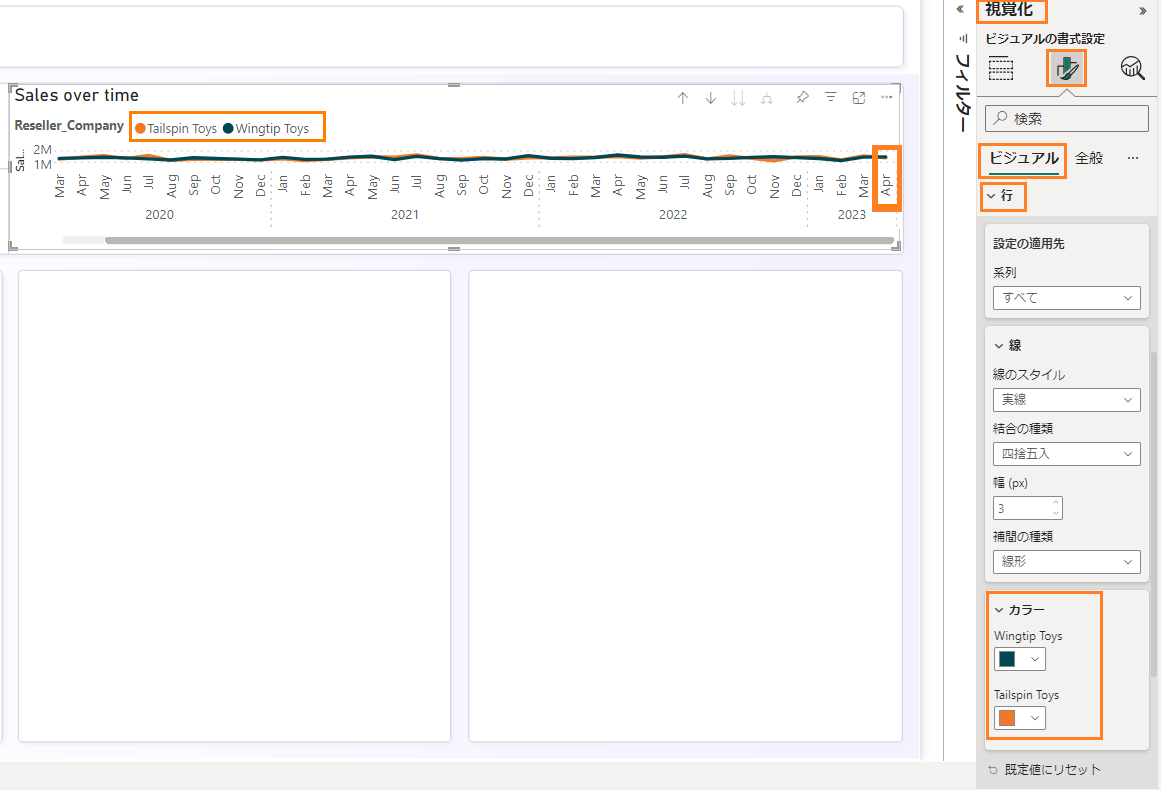 Sales over time
Reseller_Company Tailspin Toys Wingtip Toys
Sal...
2M
1M
Mar Apr May Jun Jul Aug Sep Oct Nov Dec Jan Feb Mar Apr May Jun Jul Aug Sep Oct Nov Dec Jan Feb Mar Apr May Jun Jul Aug Sep Oct Nov Dec Jan Feb Mar Apr
2020 2021 2022 2023
フィルター
視覚化
ビジュアルの書式設定
検索
ビジュアル 全般 ...
行
設定の適用先
系列
すべて
線
線のスタイル
実線
結合の種類
四捨五入
幅 (px)
3
補間の種類
線形
カラー
Wingtip Toys
Tailspin Toys
既定値にリセット